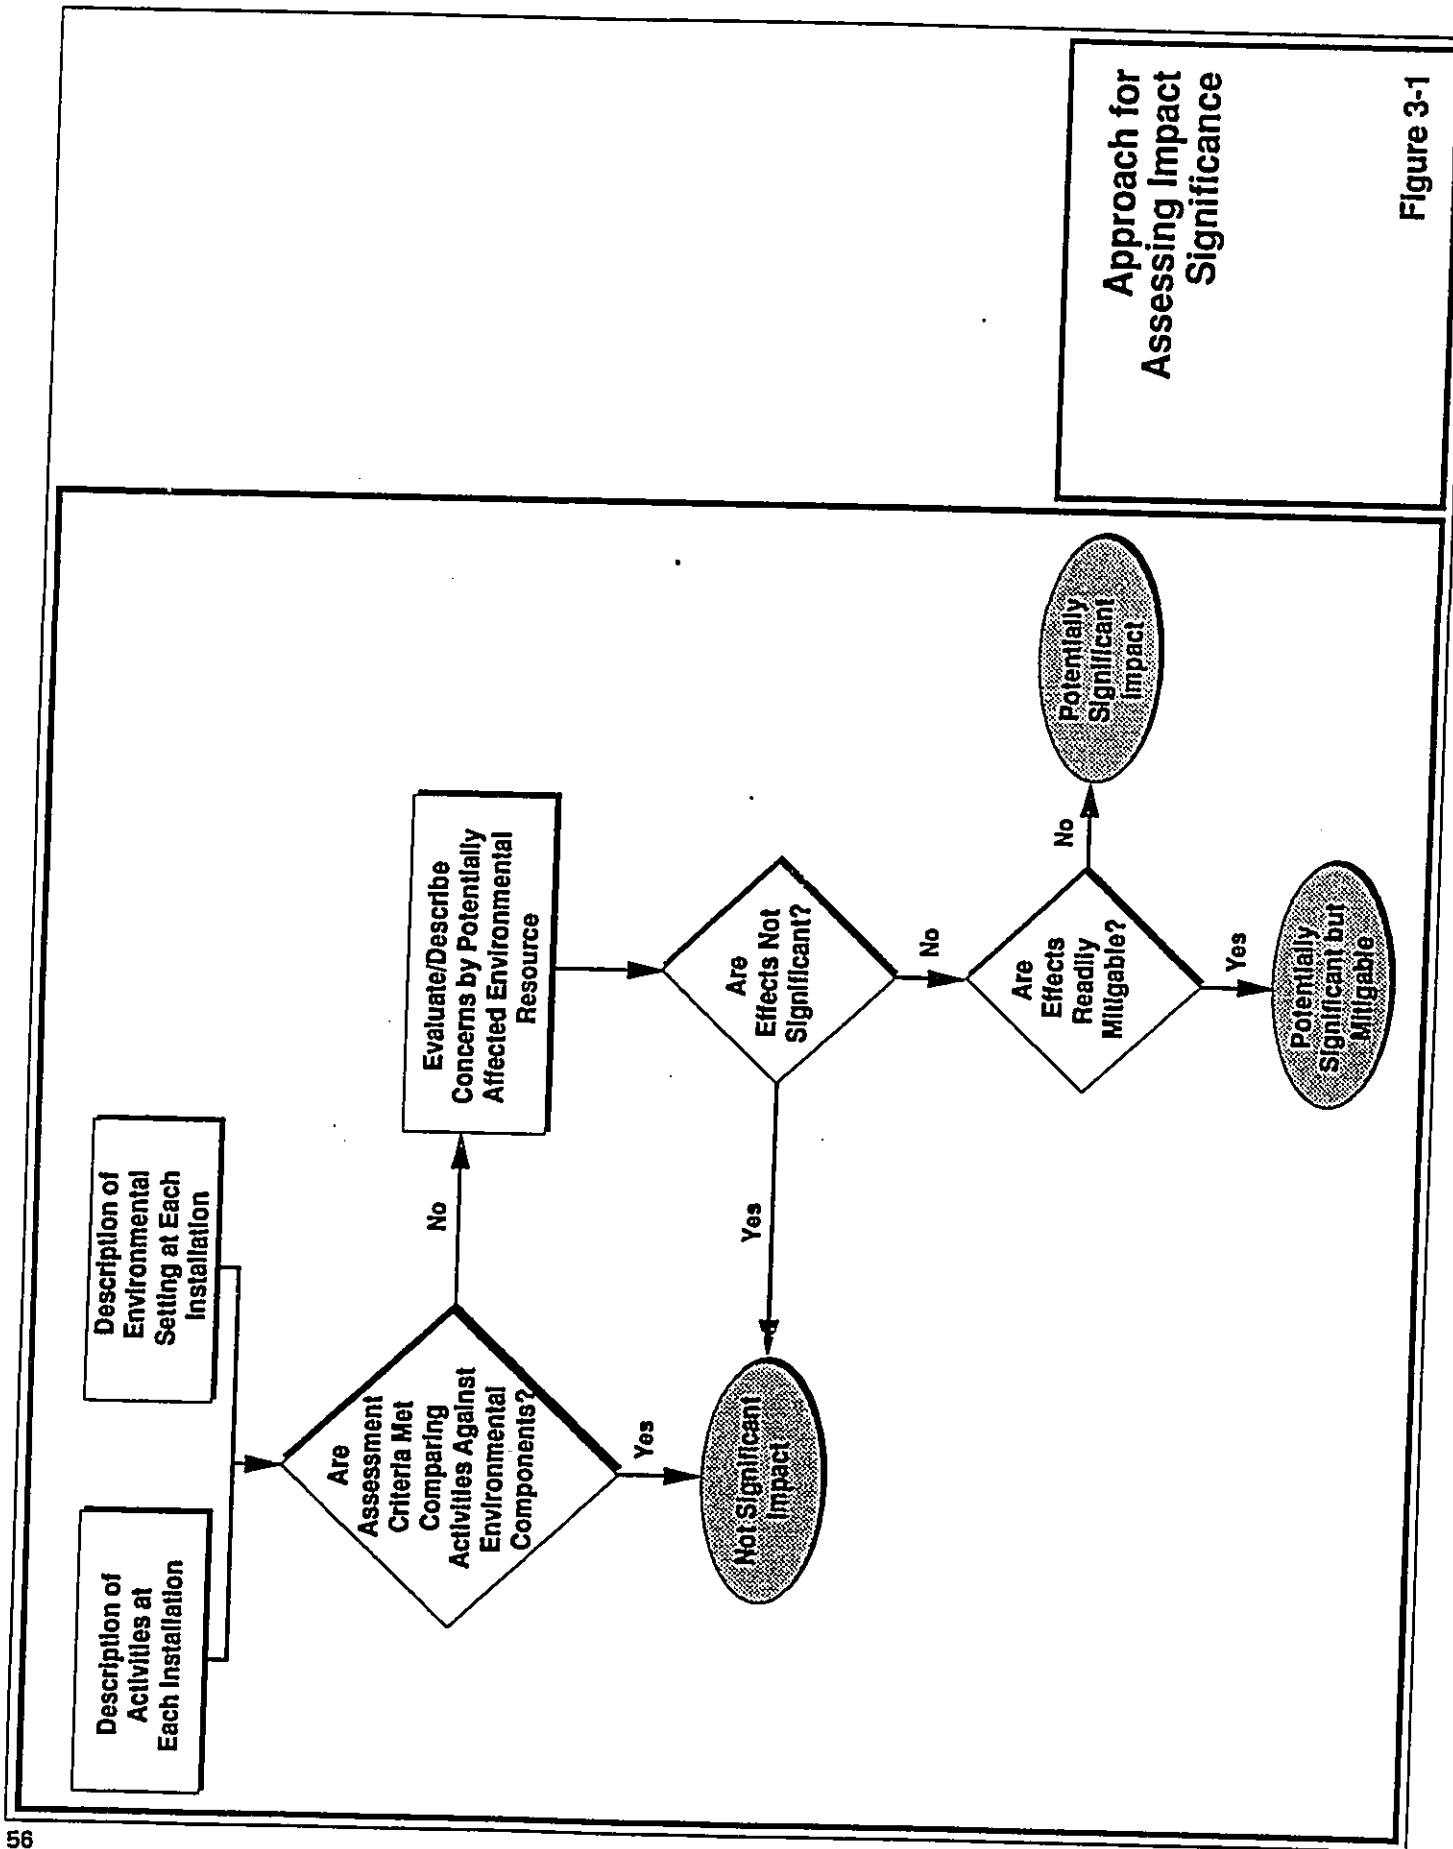 56
Description of
Activities at
Each Installation
Description of
Environmental
Setting at Each
Installation
Are
Assessment
Criteria Met
Comparing
Activities Against
Environmental
Components?
No
Yes
Evaluate/Describe
Concerns by Potentially
Affected Environmental
Resource
Not Significant
Impact
Yes
Are
Effects Not
Significant?
No
Are
Effects
Readily
Mitigable?
No
Yes
Potentially
Significant
Impact
Potentially
Significant but
Mitigable
Approach for
Assessing Impact
Significance
Figure 3-1